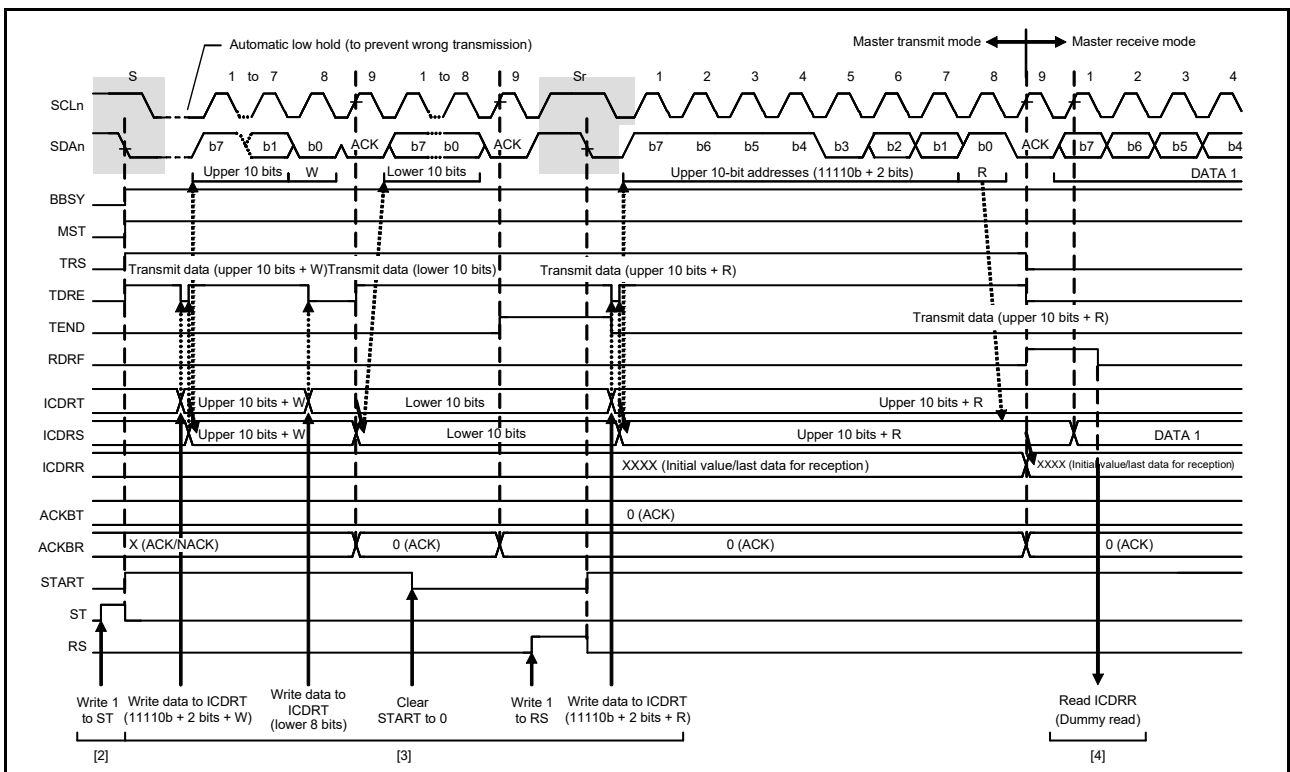 Automatic low hold (to prevent wrong transmission)
Master transmit mode
Master receive mode
S 1 to 7 8 9 1 to 8 9 Sr 1 2 3 4 5 6 7 8 9 1 2 3 4
SCLn
SDAn b7 b1 b0 ACK b7 b0 ACK b7 b6 b5 b4 b3 b2 b1 b0 ACK b7 b6 b5 b4
Upper 10 bits W Lower 10 bits Upper 10-bit addresses (11110b + 2 bits) R DATA 1
BBSY
MST
TRS
Transmit data (upper 10 bits + W) Transmit data (lower 10 bits) Transmit data (upper 10 bits + R)
TDRE
TEND
Transmit data (upper 10 bits + R)
RDRF
ICDRT Upper 10 bits + W Lower 10 bits Upper 10 bits + R
ICDRS Upper 10 bits + W Lower 10 bits Upper 10 bits + R DATA 1
ICDRR XXXX (Initial value/last data for reception) XXXX (Initial value/last data for reception)
ACKBT 0 (ACK)
ACKBR X (ACK/NACK) 0 (ACK) 0 (ACK) 0 (ACK)
START
ST
RS
Write 1
to ST
Write data to ICDRT
(11110b + 2 bits + W)
Write data to
ICDRT
(lower 8 bits)
Clear
START to 0
Write 1
to RS
Write data to ICDRT
(11110b + 2 bits + R)
Read ICDRR
(Dummy read)
[2] [3] [4]